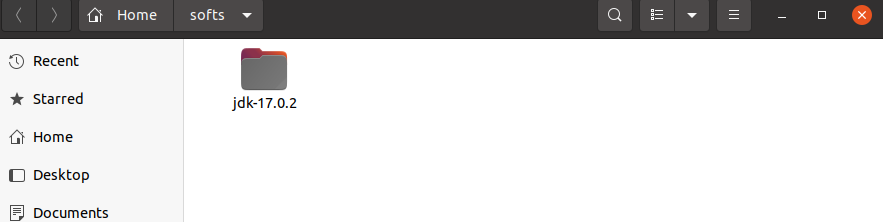 Home softs
Recent
jdk-17.0.2
Starred
Home
Desktop
Documents